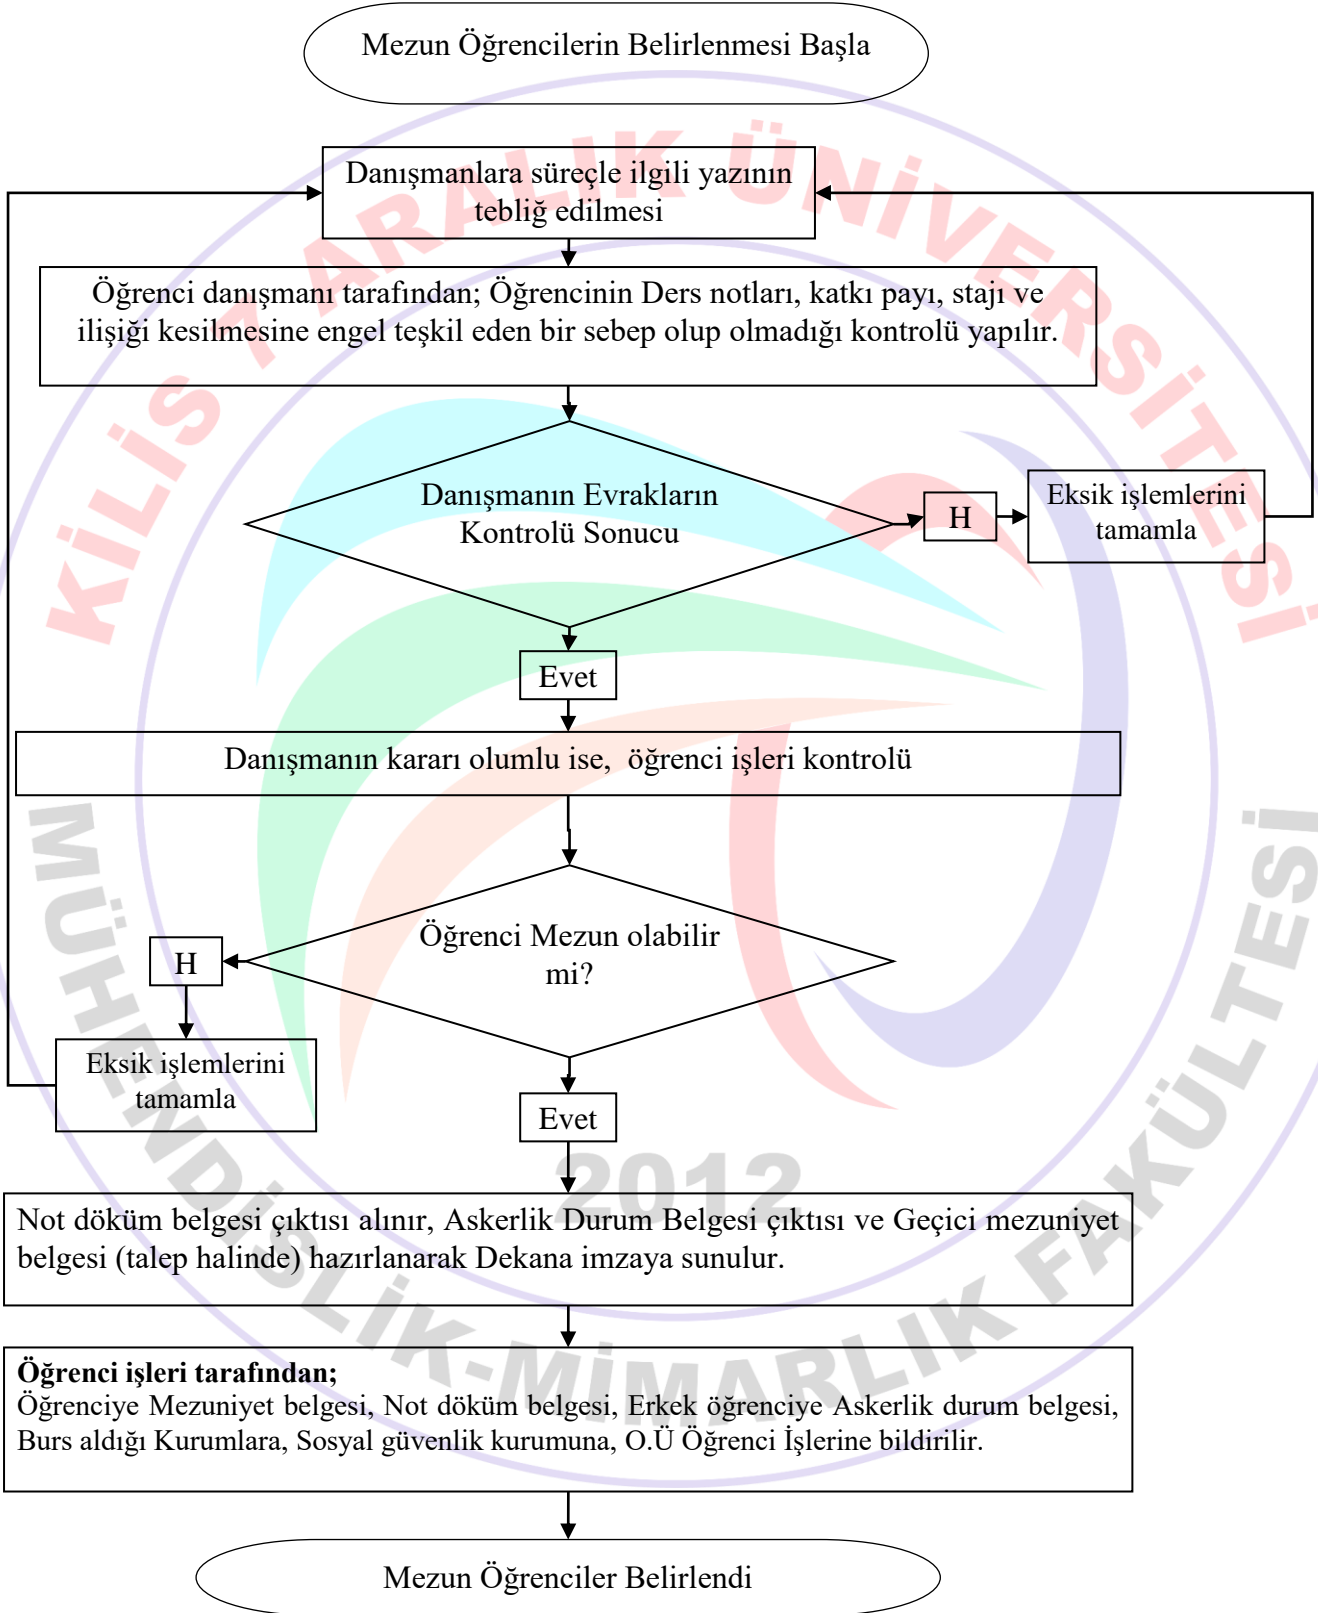 Mezun Öğrencilerin Belirlenmesi Başla
Danışmanlara süreçle ilgili yazının
tebliğ edilmesi
Öğrenci danışmanı tarafından; Öğrencinin Ders notları, katkı payı, stajı ve
ilişiği kesilmesine engel teşkil eden bir sebep olup olmadığı kontrolü yapılır.
Danışmanın Evrakların
Kontrolü Sonucu
H
Eksik işlemlerini
tamamla
Evet
Danışmanın kararı olumlu ise, öğrenci işleri kontrolü
Öğrenci Mezun olabilir
mi?
H
Eksik işlemlerini
tamamla
Evet
Not döküm belgesi çıktısı alınır, Askerlik Durum Belgesi çıktısı ve Geçici mezuniyet
belgesi (talep halinde) hazırlanarak Dekana imzaya sunulur.
Öğrenci işleri tarafından;
Öğrenciye Mezuniyet belgesi, Not döküm belgesi, Erkek öğrenciye Askerlik durum belgesi,
Burs aldığı Kurumlara, Sosyal güvenlik kurumuna, O.Ü Öğrenci İşlerine bildirilir.
Mezun Öğrenciler Belirlendi
KİLİS 7 ARALIK ÜNİVERSİTESİ
MÜHENDİSLİK-MİMARLIK FAKÜLTESİ
2012